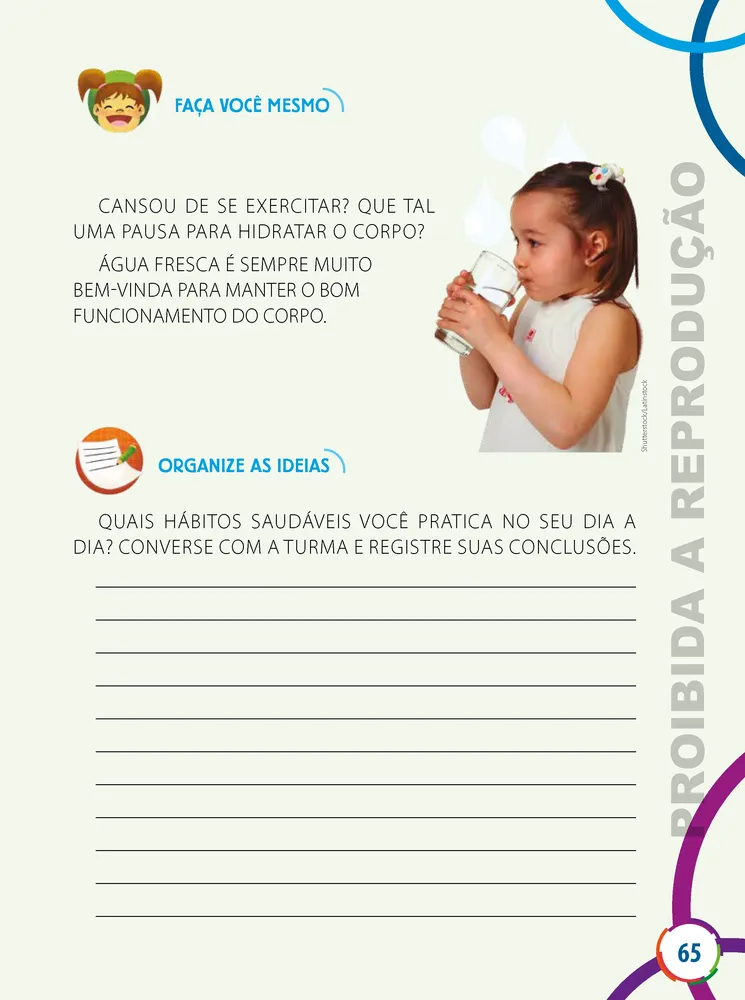 FAÇA VOCÊ MESMO
CANSOU DE SE EXERCITAR? QUE TAL
UMA PAUSA PARA HIDRATAR O CORPO?
ÁGUA FRESCA É SEMPRE MUITO
BEM-VINDA PARA MANTER O BOM
FUNCIONAMENTO DO CORPO.
Shutterstock/Latinstock
ORGANIZE AS IDEIAS
QUAIS HÁBITOS SAUDÁVEIS VOCÊ PRATICA NO SEU DIA A
DIA? CONVERSE COM A TURMA E REGISTRE SUAS CONCLUSÕES.
PROIBIDA A REPRODUÇÃO
65